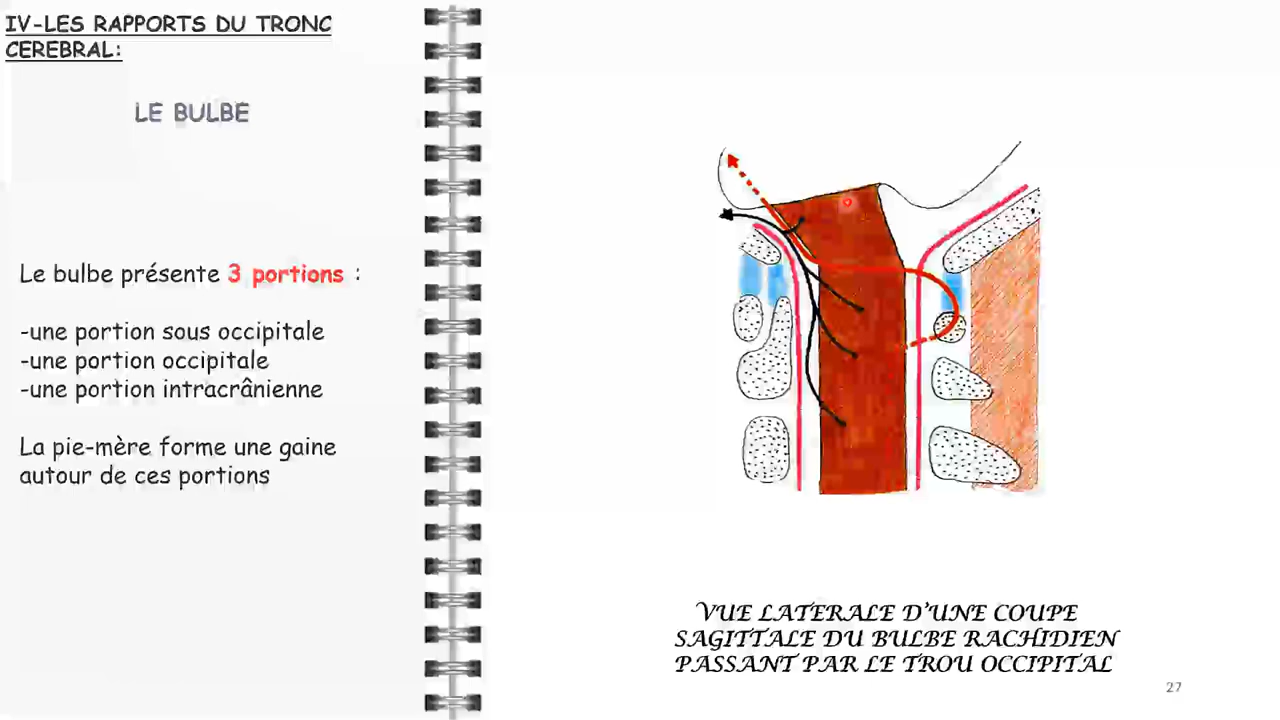 IV-LES RAPPORTS DU TRONC
CEREBRAL:
LE BULBE
Le bulbe présente 3 portions :
-une portion sous occipitale
-une portion occipitale
-une portion intracrânienne
La pie-mère forme une gaine
autour de ces portions
VUE LATERALE D'UNE COUPE
SAGITTALE DU BULBE RACHIDIEN
PASSANT PAR LE TROU OCCIPITAL
27